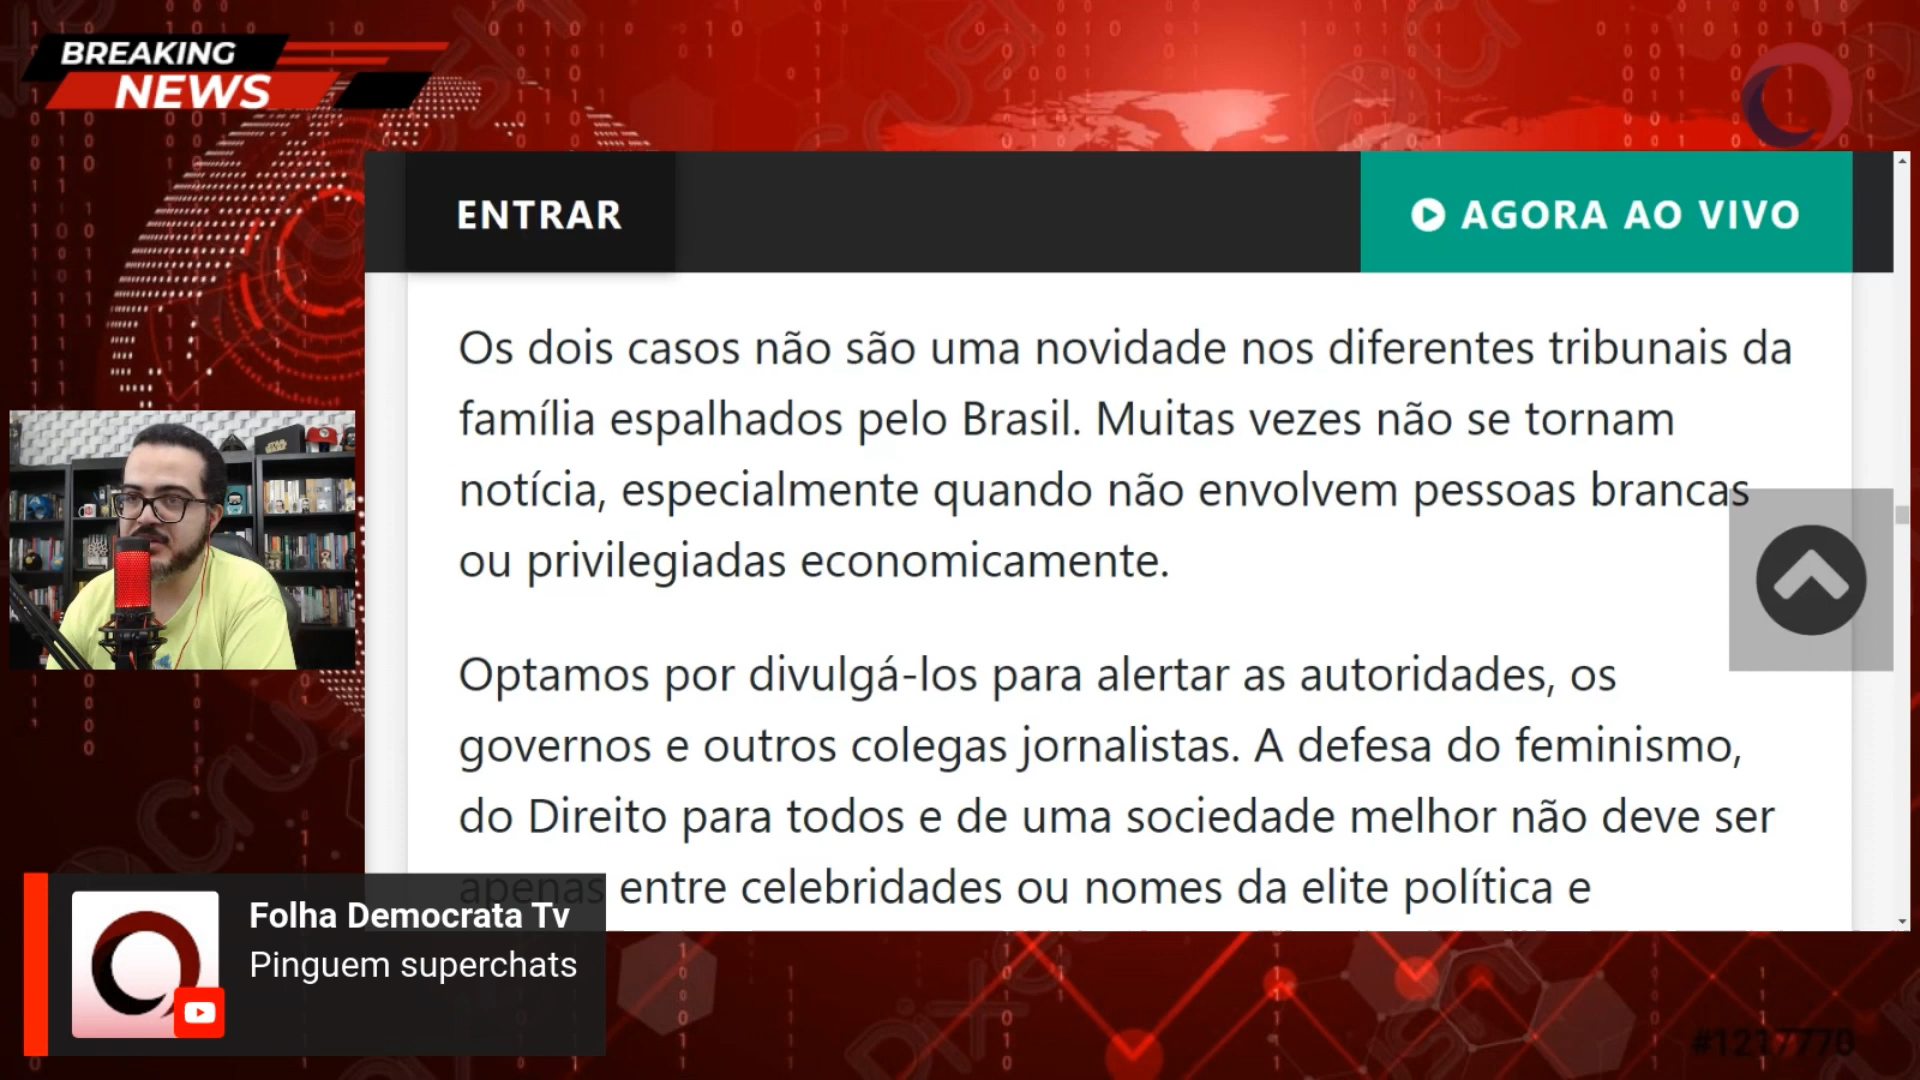 BREAKING
NEWS
ENTRAR
AGORA AO VIVO
Os dois casos não são uma novidade nos diferentes tribunais da
família espalhados pelo Brasil. Muitas vezes não se tornam
notícia, especialmente quando não envolvem pessoas brancas
ou privilegiadas economicamente.
Optamos por divulgá-los para alertar as autoridades, os
governos e outros colegas jornalistas. A defesa do feminismo,
do Direito para todos e de uma sociedade melhor não deve ser
apenas entre celebridades ou nomes da elite política e
Folha Democrata Tv
Pinguem superchats
#1217770